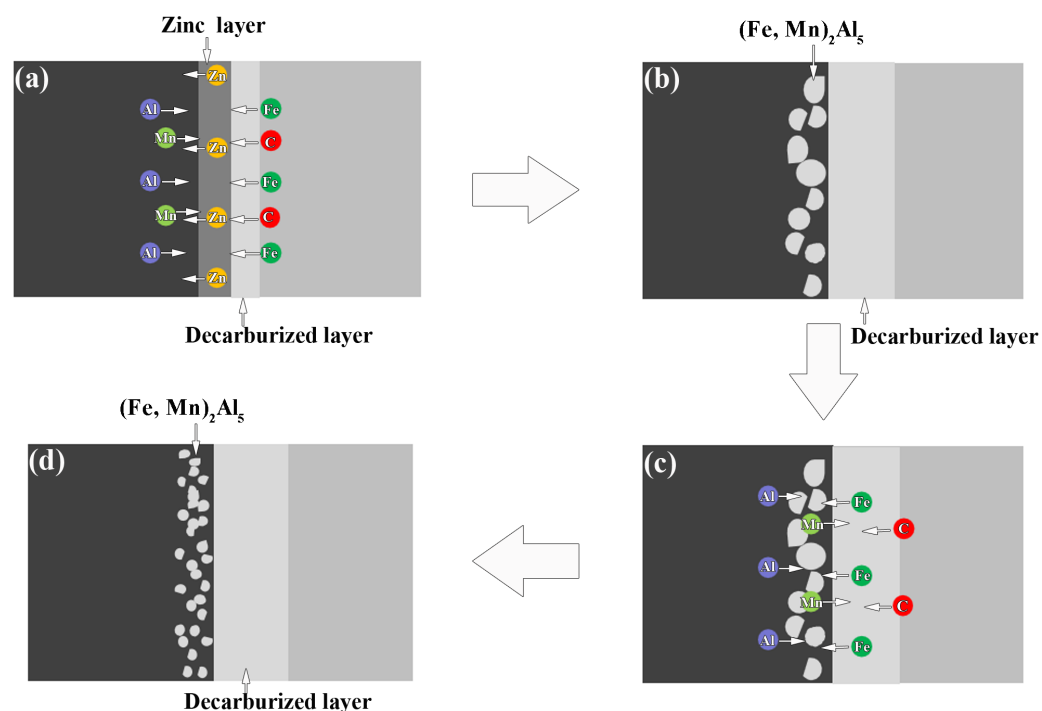 Zinc layer
(a)
Zn
Al
Fe
Mn
C
Zn
Al
Fe
Mn
Zn
C
Al
Fe
Zn
Decarburized layer
(Fe, Mn)₂Al₅
(b)
Decarburized layer
(Fe, Mn)₂Al₅
(d)
Decarburized layer
(c)
Al
Fe
Mn
C
Al
Fe
Mn
C
Al
Fe